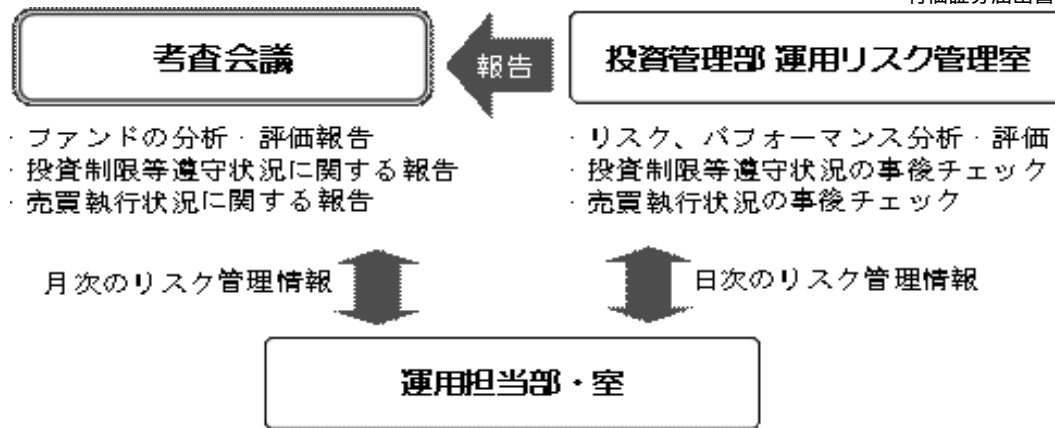 考査会議
報告
投資管理部 運用リスク管理室
・ファンドの分析・評価報告
・投資制限等遵守状況に関する報告
・売買執行状況に関する報告
・リスク、パフォーマンス分析・評価
・投資制限等遵守状況の事後チェック
・売買執行状況の事後チェック
月次のリスク管理情報
日次のリスク管理情報
運用担当部・室